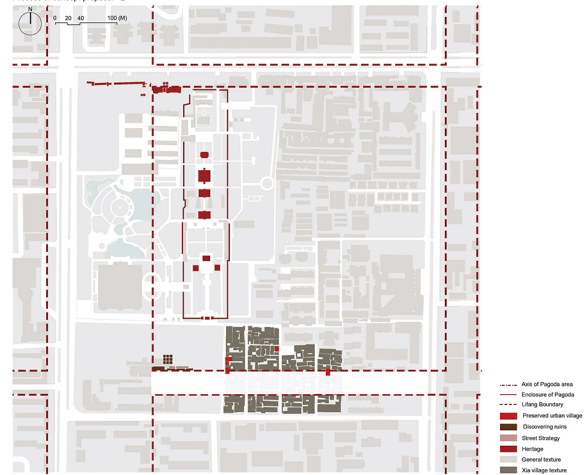 N
0 20 40 100 (M)
Axis of Pagoda area
Enclosure of Pagoda
Lifang Boundary
Preserved urban village
Discovering ruins
Street Strategy
Heritage
General texture
Xia village texture